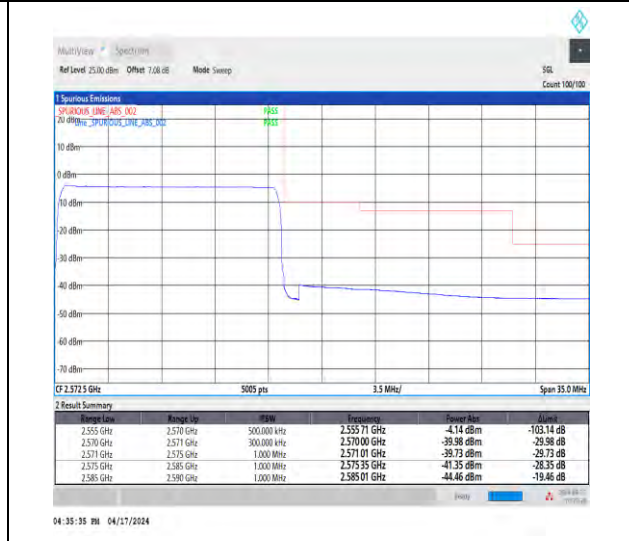 MultiView Spectrum
Ref Level 25.00 dBm Offset 7.08 dB Mode Sweep SGL
Count 100/100
1 Spurious Emissions
SPURIOUS_LINE_ABS_002 PASS
20 dBm
Line _SPURIOUS_LINE_ABS_002 PASS
10 dBm
0 dBm
-10 dBm
-20 dBm
-30 dBm
-40 dBm
-50 dBm
-60 dBm
-70 dBm
CF 2.572 5 GHz 5005 pts 3.5 MHz/ Span 35.0 MHz
2 Result Summary
Range Low Range Up RBW Frequency Power Abs ΔLimit
2.555 GHz 2.570 GHz 500.000 kHz 2.555 71 GHz -4.14 dBm -103.14 dB
2.570 GHz 2.571 GHz 300.000 kHz 2.570 00 GHz -39.98 dBm -29.98 dB
2.571 GHz 2.575 GHz 1.000 MHz 2.571 01 GHz -39.73 dBm -29.73 dB
2.575 GHz 2.585 GHz 1.000 MHz 2.575 35 GHz -41.35 dBm -28.35 dB
2.585 GHz 2.590 GHz 1.000 MHz 2.585 01 GHz -44.46 dBm -19.46 dB
04:35:35 PM 04/17/2024